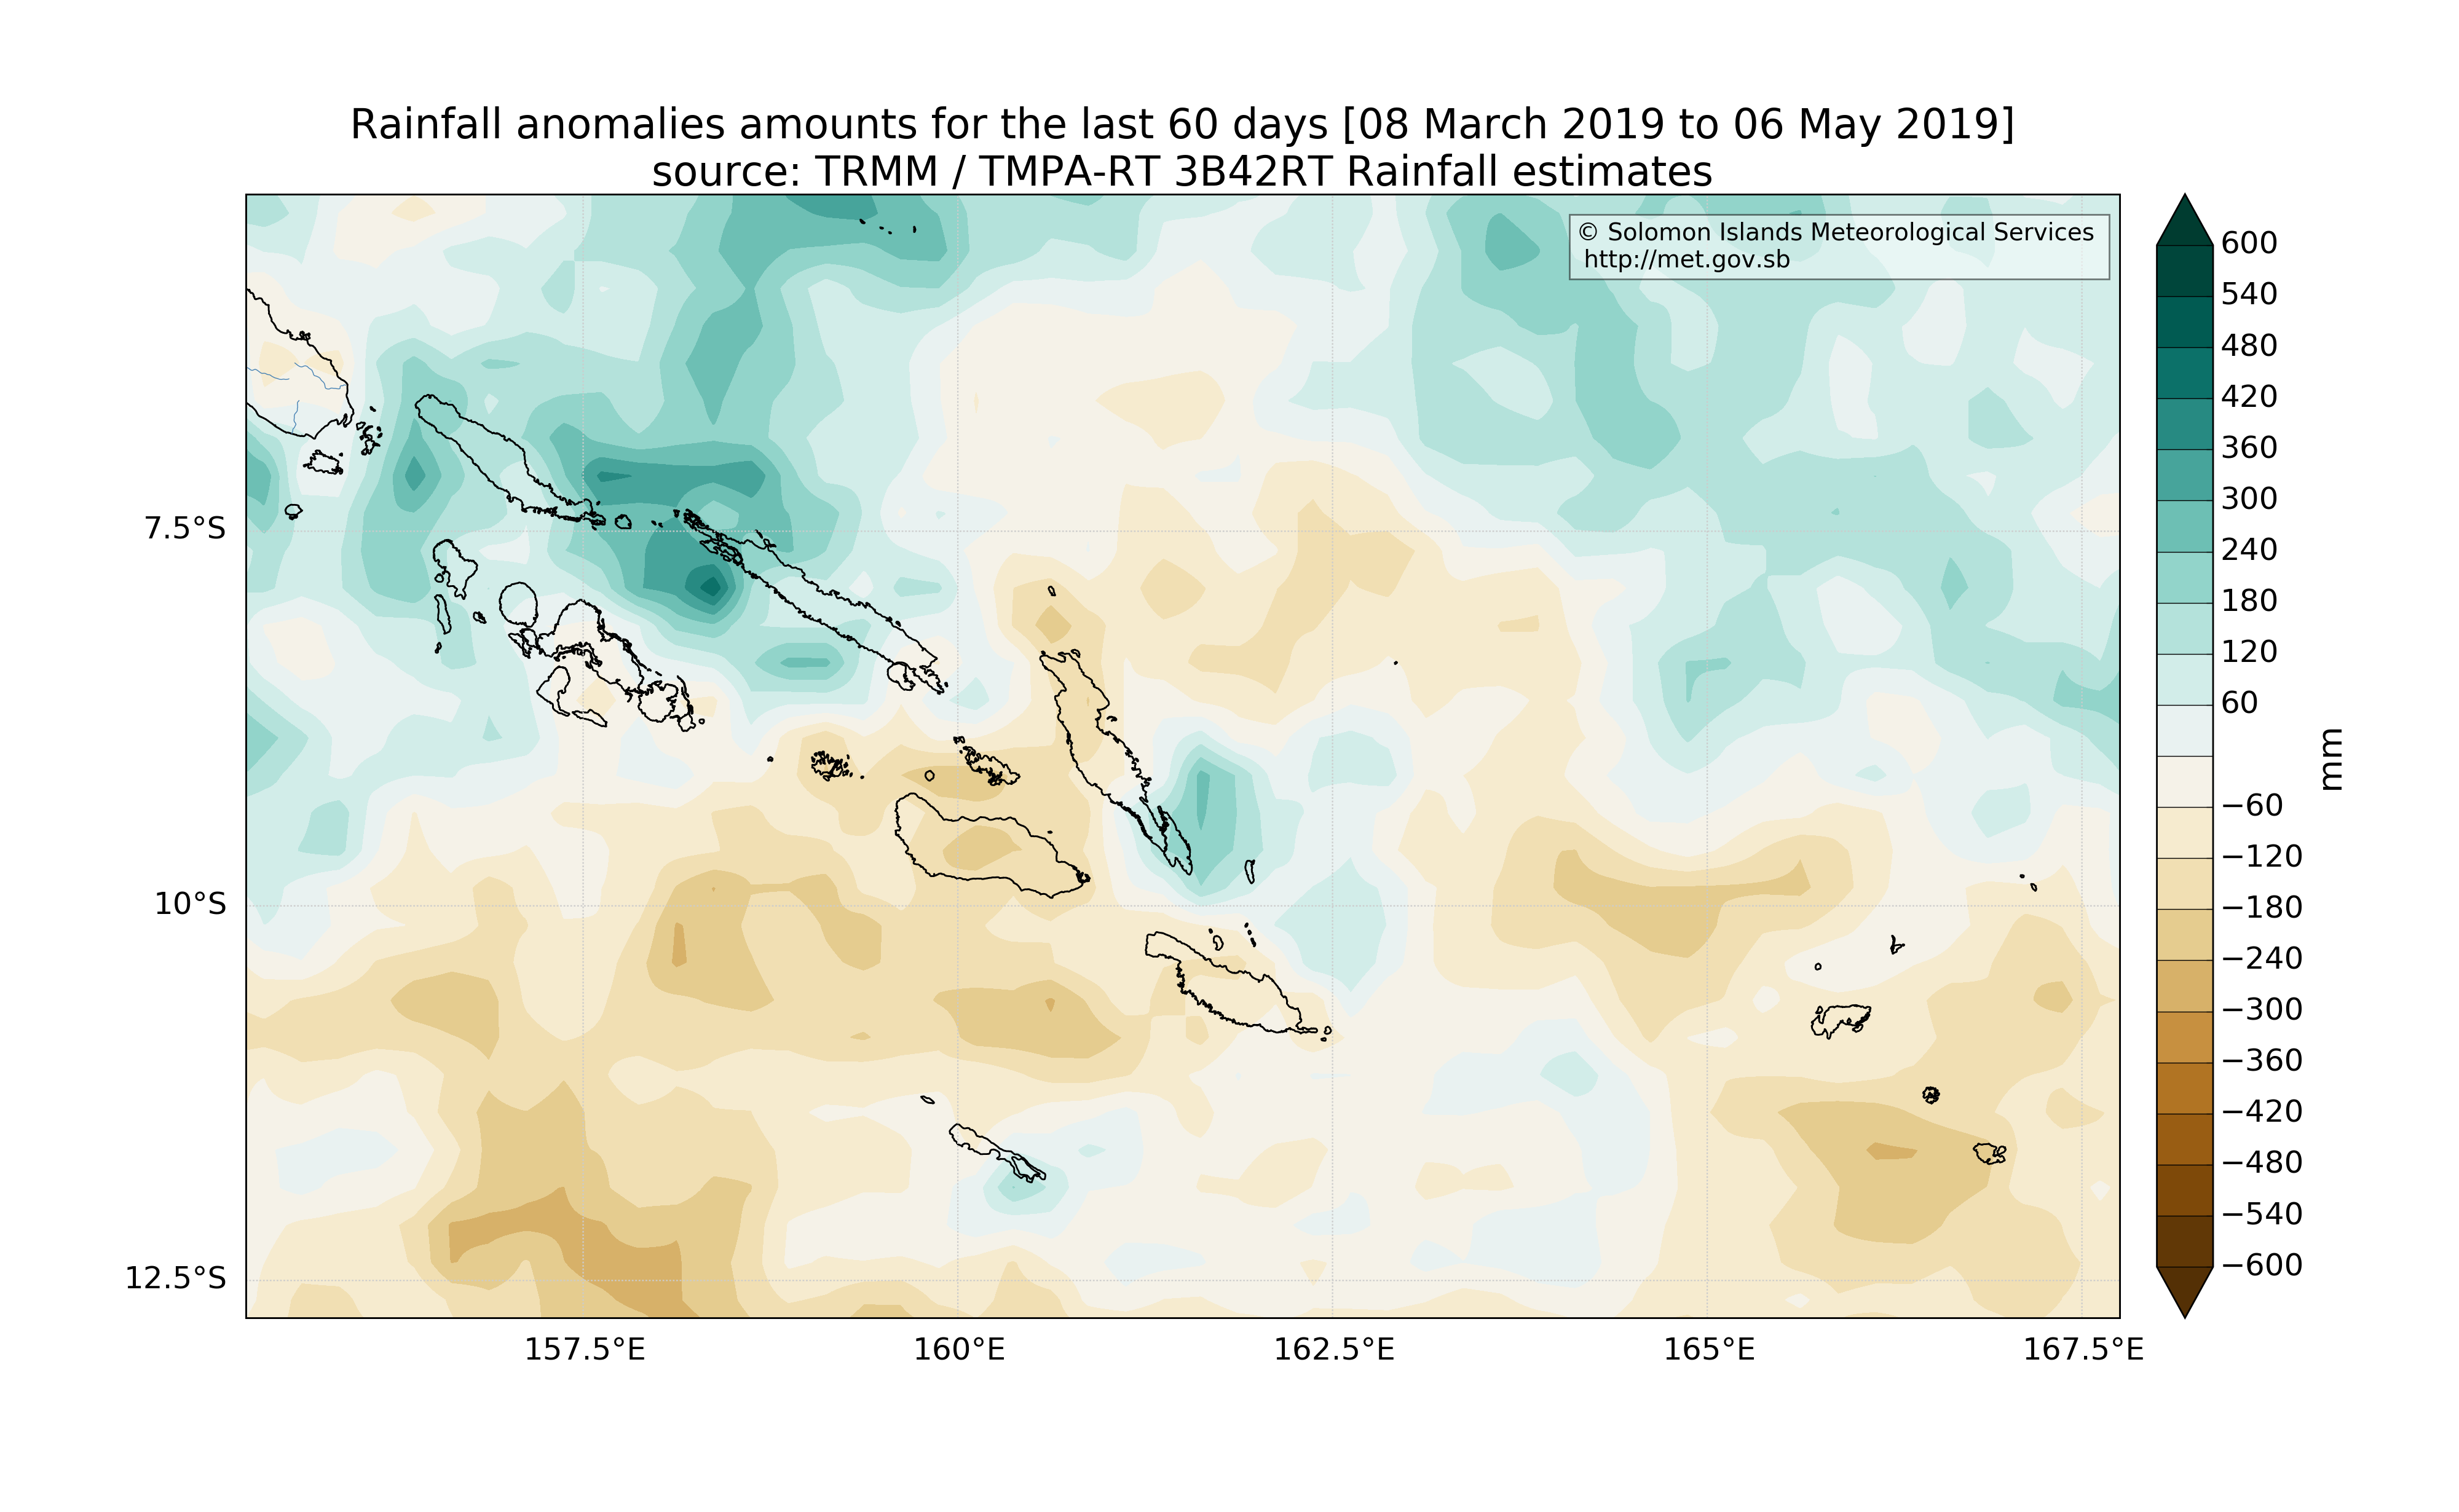 Rainfall anomalies amounts for the last 60 days [08 March 2019 to 06 May 2019]
source: TRMM / TMPA-RT 3B42RT Rainfall estimates
© Solomon Islands Meteorological Services
http://met.gov.sb
7.5°S
10°S
12.5°S
157.5°E
160°E
162.5°E
165°E
167.5°E
600
540
480
420
360
300
240
180
120
60
−60
−120
−180
−240
−300
−360
−420
−480
−540
−600
mm